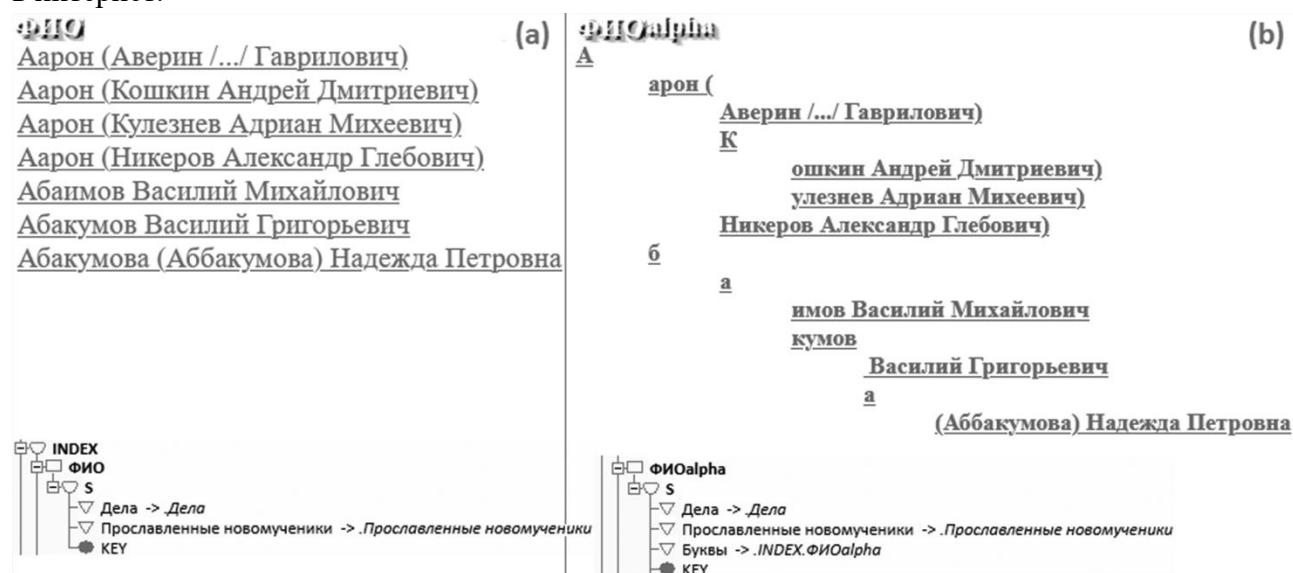 В интернет.
ФИО
(a)
Аарон (Аверин /.../ Гаврилович)
Аарон (Кошкин Андрей Дмитриевич)
Аарон (Кулезнев Адриан Михеевич)
Аарон (Никеров Александр Глебович)
Абаимов Василий Михайлович
Абакумов Василий Григорьевич
Абакумова (Аббакумова) Надежда Петровна
INDEX
ФИО
S
Дела -> .Дела
Прославленные новомученики -> .Прославленные новомученики
KEY
ФИОalpha
(b)
А
арон (
Аверин /.../ Гаврилович)
К
ошкин Андрей Дмитриевич)
улезнев Адриан Михеевич)
Никеров Александр Глебович)
б
а
имов Василий Михайлович
кумов
Василий Григорьевич
а
(Аббакумова) Надежда Петровна
ФИОalpha
S
Дела -> .Дела
Прославленные новомученики -> .Прославленные новомученики
Буквы -> .INDEX.ФИОalpha
KEY